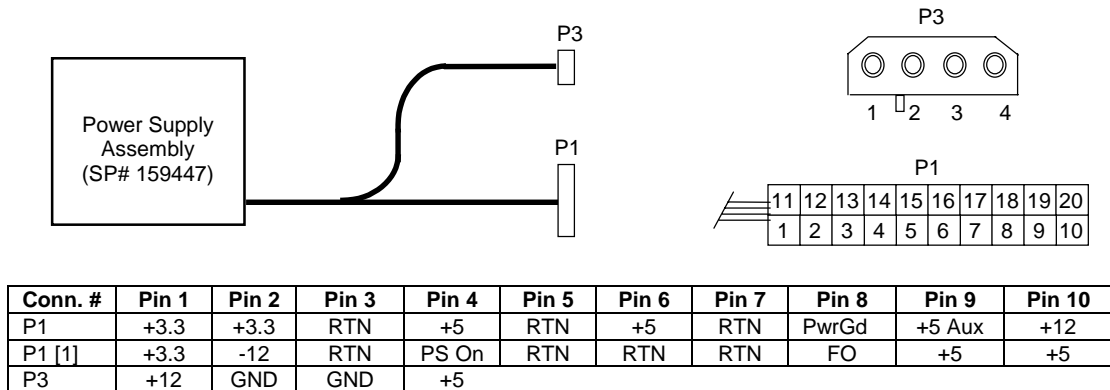 P3
P3
Power Supply
Assembly
(SP# 159447)
P1
1 2 3 4
P1
11 12 13 14 15 16 17 18 19 20
1 2 3 4 5 6 7 8 9 10
Conn. # Pin 1 Pin 2 Pin 3 Pin 4 Pin 5 Pin 6 Pin 7 Pin 8 Pin 9 Pin 10
P1 +3.3 +3.3 RTN +5 RTN +5 RTN PwrGd +5 Aux +12
P1 [1] +3.3 -12 RTN PS On RTN RTN RTN FO +5 +5
P3 +12 GND GND +5